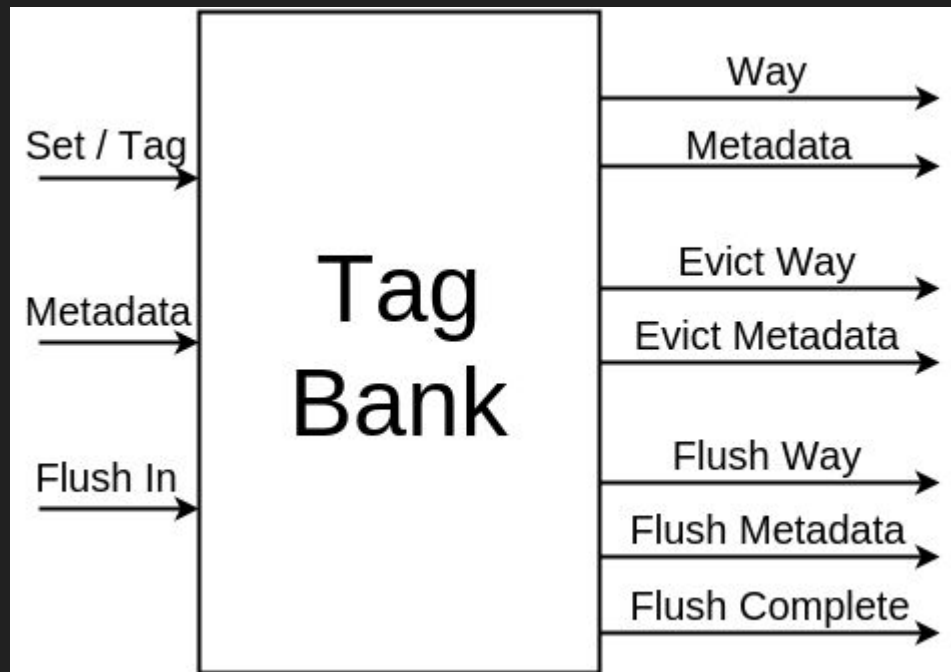 Set / Tag
Metadata
Flush In
Tag
Bank
Way
Metadata
Evict Way
Evict Metadata
Flush Way
Flush Metadata
Flush Complete